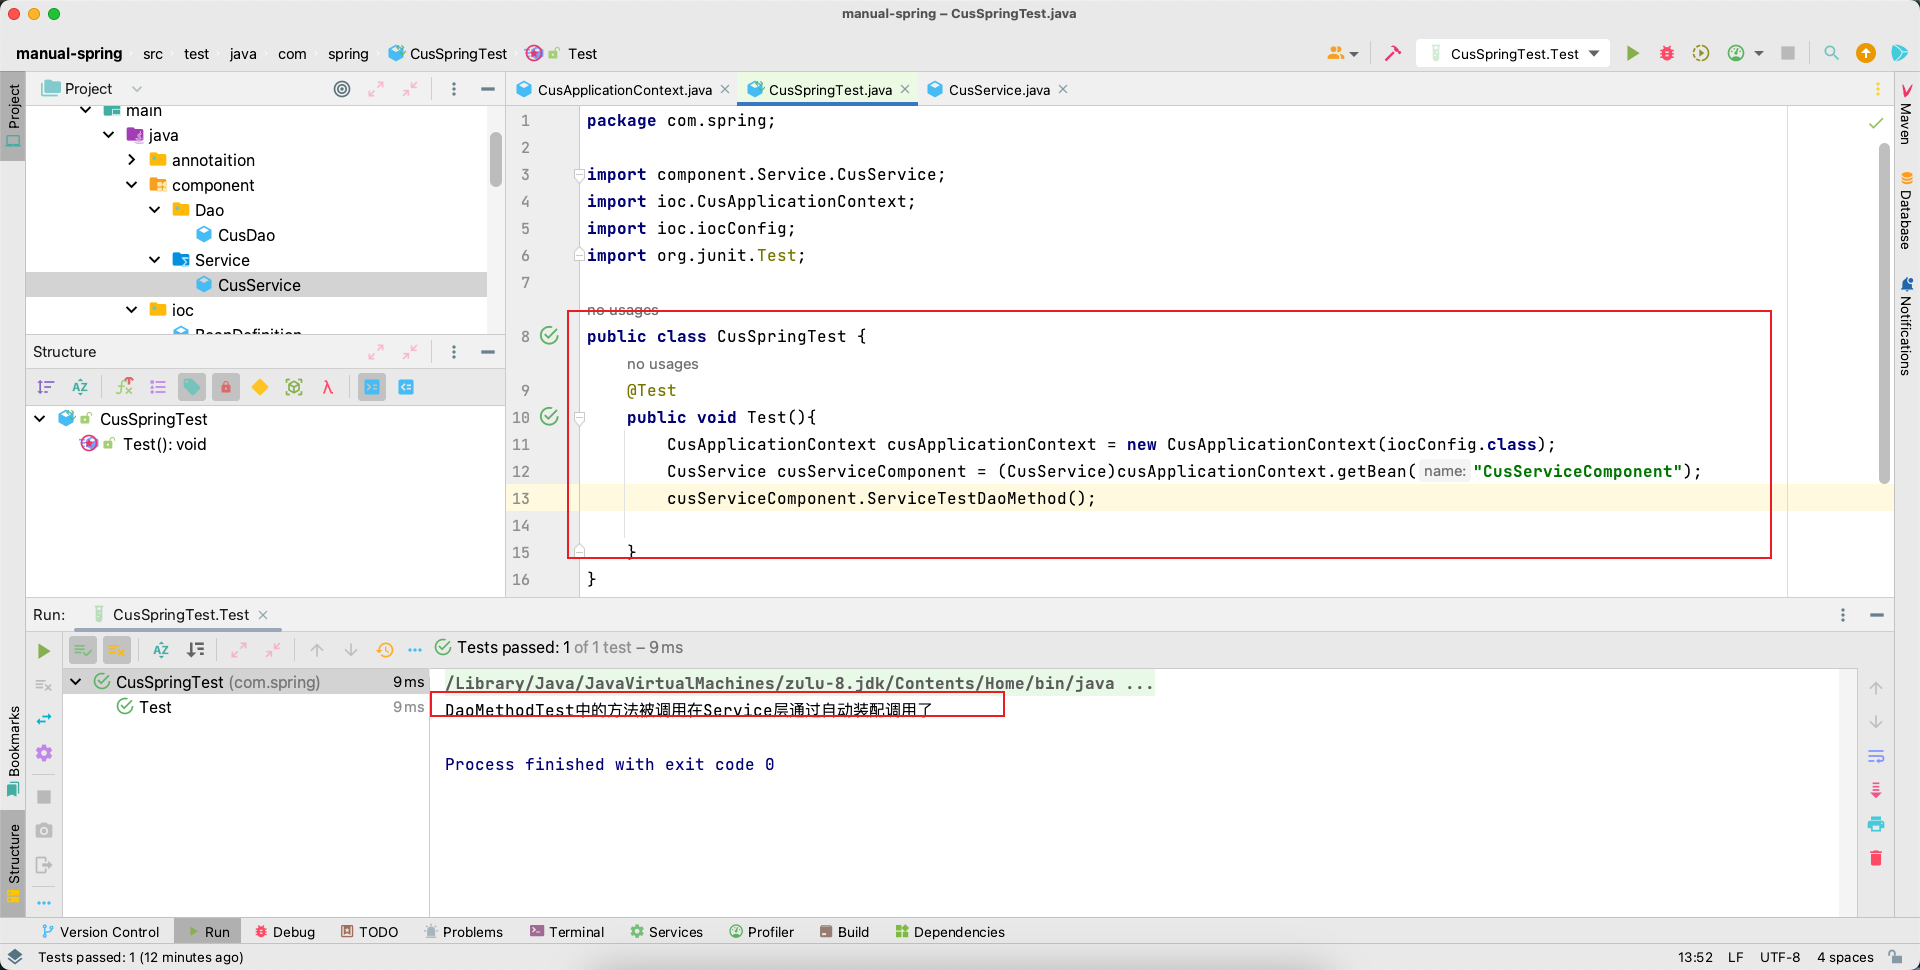 manual-spring – CusSpringTest.java
manual-spring src test java com spring CusSpringTest Test
CusSpringTest.Test
Project
CusApplicationContext.java CusSpringTest.java CusService.java
Project
main
java
annotaition
component
Dao
CusDao
Service
CusService
ioc
BeanDefinition
Structure
CusSpringTest
Test(): void
1 package com.spring;
2
3 import component.Service.CusService;
4 import ioc.CusApplicationContext;
5 import ioc.iocConfig;
6 import org.junit.Test;
7
no usages
8 public class CusSpringTest {
no usages
9 @Test
10 public void Test(){
11 CusApplicationContext cusApplicationContext = new CusApplicationContext(iocConfig.class);
12 CusService cusServiceComponent = (CusService)cusApplicationContext.getBean( name: "CusServiceComponent");
13 cusServiceComponent.ServiceTestDaoMethod();
14
15 }
16 }
Maven
Database
Notifications
Run: CusSpringTest.Test
Tests passed: 1 of 1 test – 9 ms
CusSpringTest (com.spring) 9 ms
Test 9 ms
/Library/Java/JavaVirtualMachines/zulu-8.jdk/Contents/Home/bin/java ...
DaoMethodTest中的方法被调用在Service层通过自动装配调用了
Process finished with exit code 0
Bookmarks
Structure
Version Control Run Debug TODO Problems Terminal Services Profiler Build Dependencies
Tests passed: 1 (12 minutes ago)
13:52 LF UTF-8 4 spaces